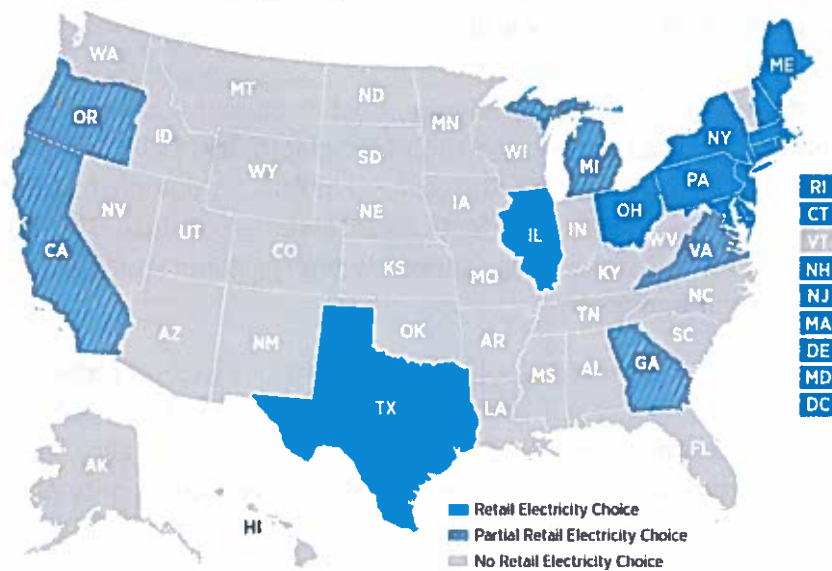 WA
MT
ND
ME
OR
MN
ID
SD
WI
NY
WY
MI
IA
PA
RI
NE
OH
CT
NV
IL
IN
UT
WV
VA
VT
CA
CO
NH
KS
MO
KY
NJ
NC
MA
TN
AZ
OK
NM
AR
SC
DE
GA
MS
AL
MD
TX
LA
DC
FL
AK
HI
Retail Electricity Choice
Partial Retail Electricity Choice
No Retail Electricity Choice